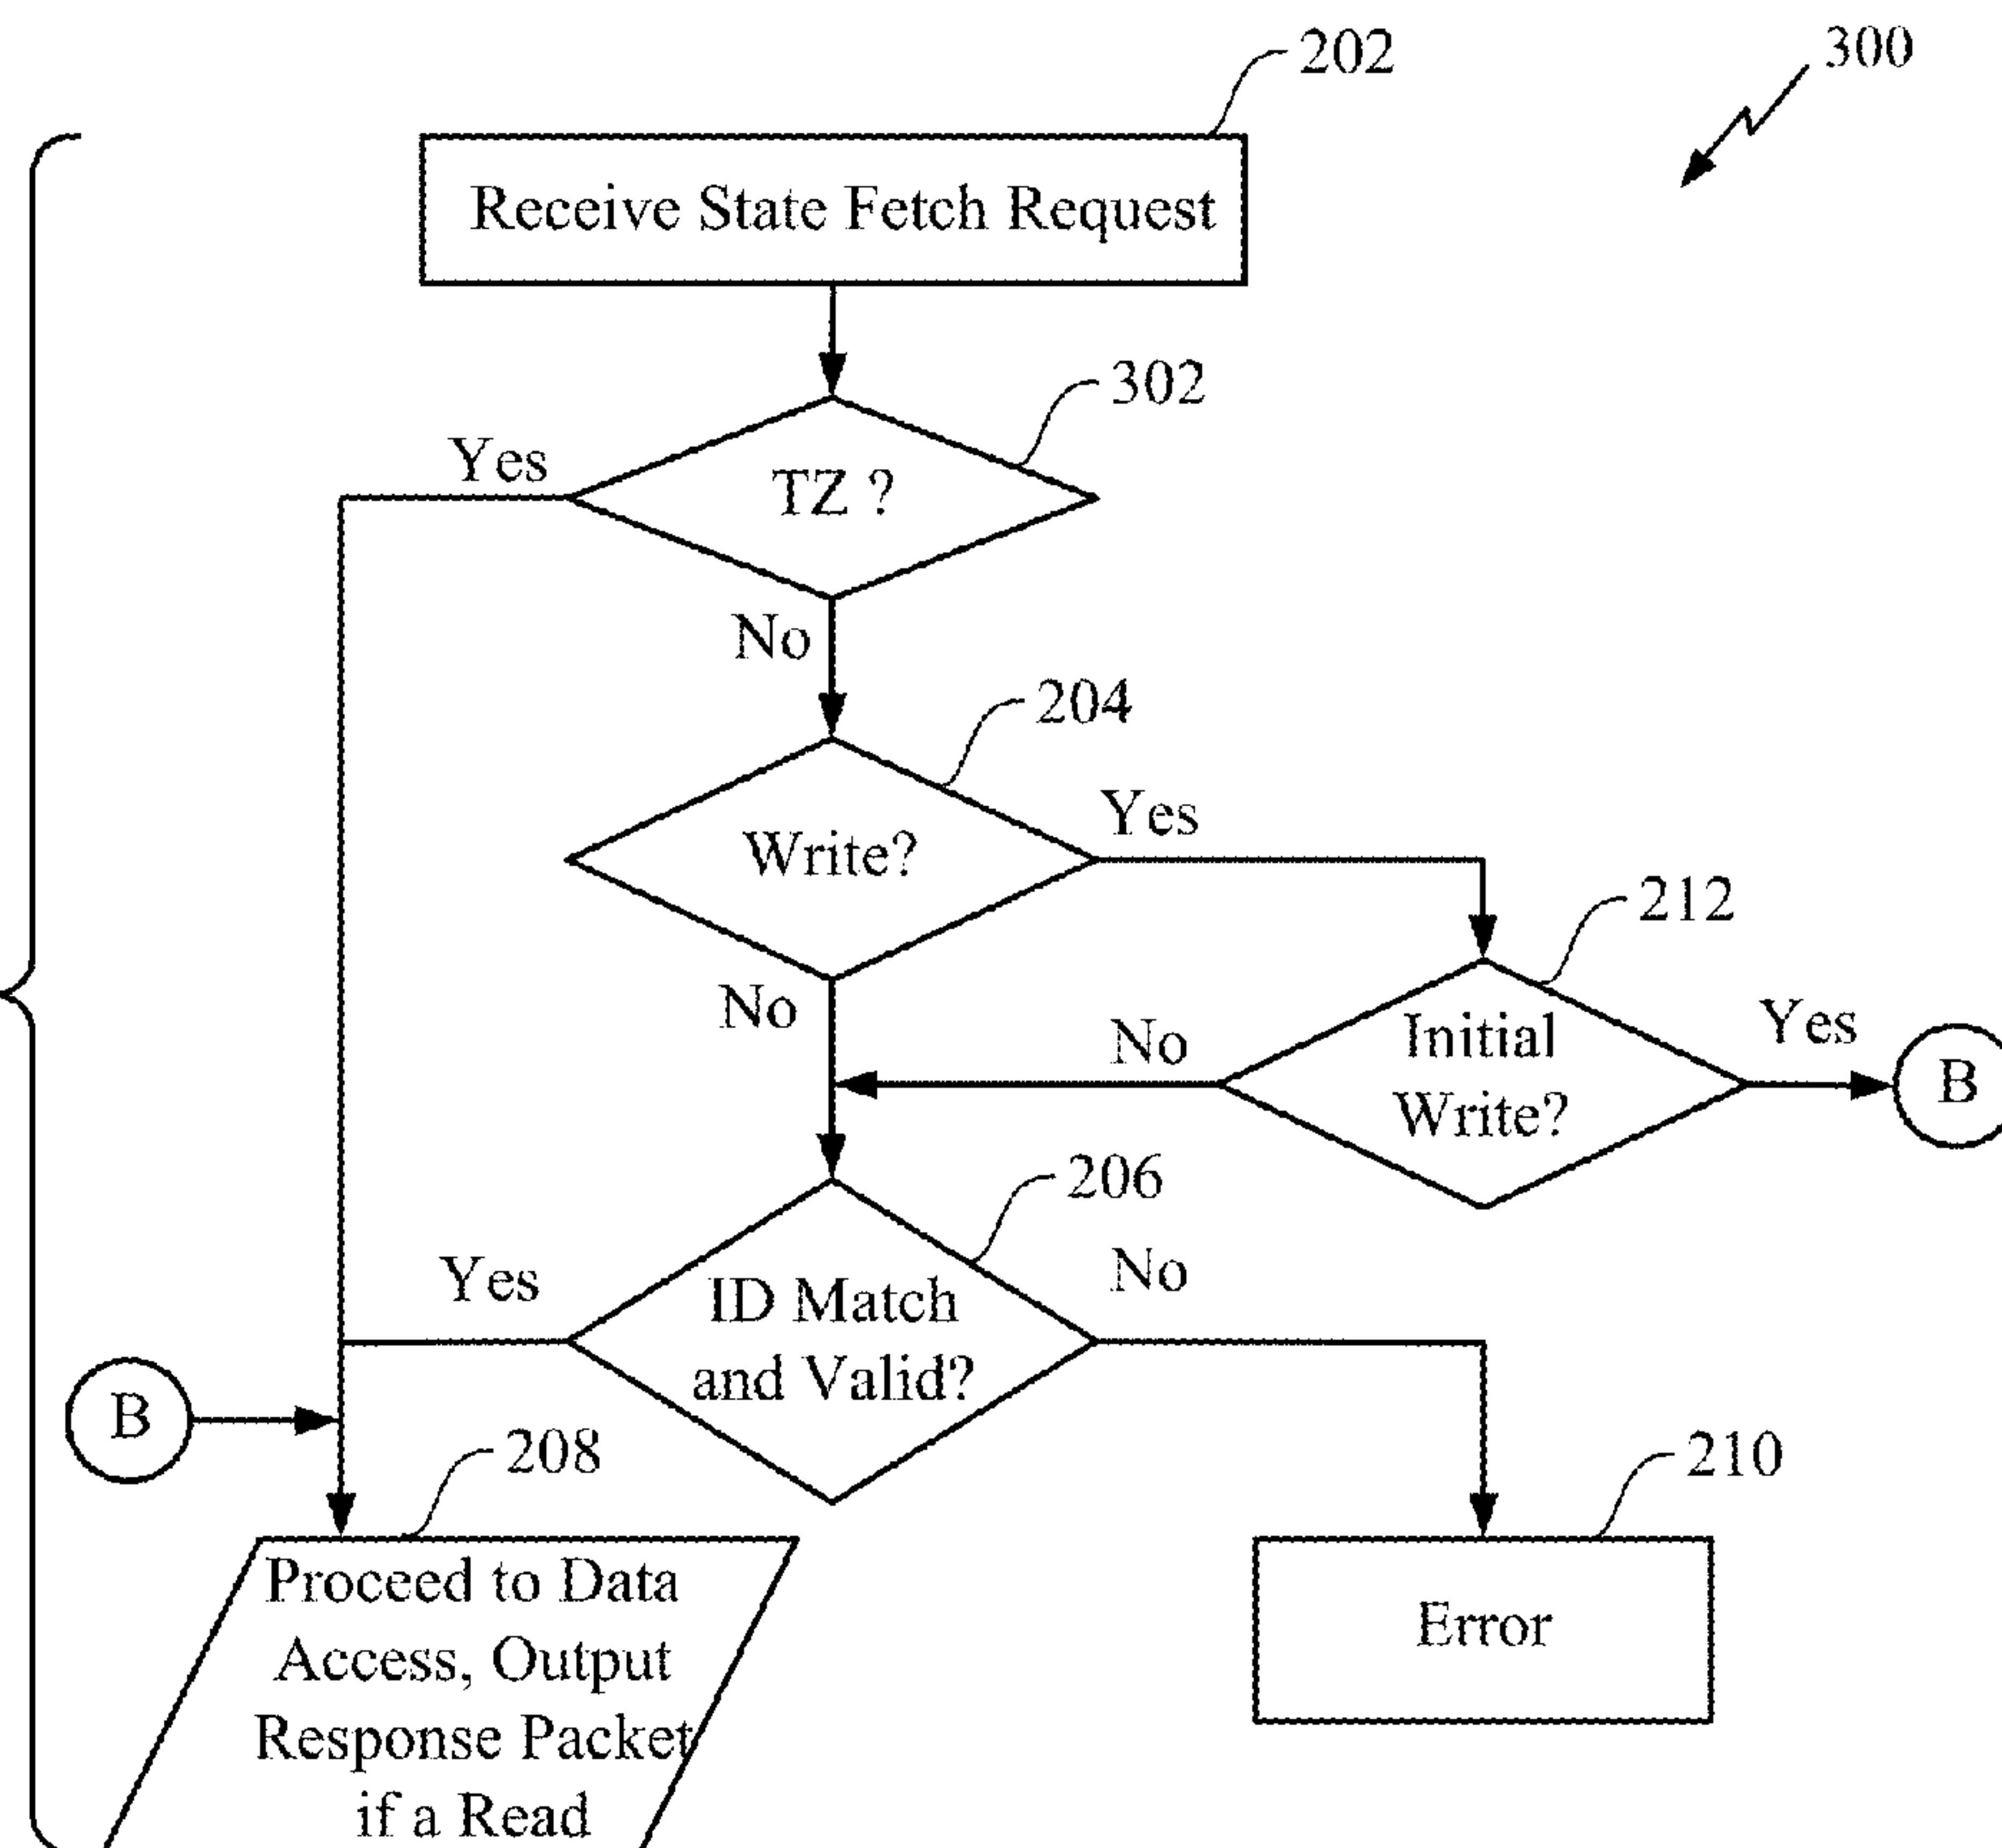 202
300
Receive State Fetch Request
302
Yes
TZ ?
No
204
Write?
Yes
212
No
No
Initial
Write?
Yes
B
206
Yes
ID Match
and Valid?
No
B
208
210
Proceed to Data
Access, Output
Response Packet
if a Read
Error